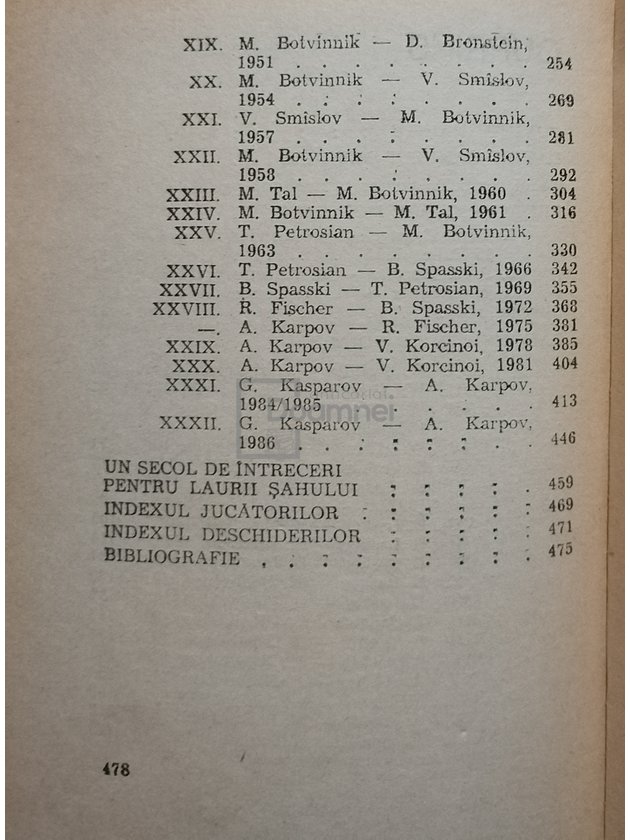 XIX. M. Botvinnik — D. Bronstein,
1951 . . . . . . . . 254
XX. M. Botvinnik — V. Smîslov,
1954 . . . . . . . . 269
XXI. V. Smîslov — M. Botvinnik,
1957 . . . . . . . . 281
XXII. M. Botvinnik — V. Smîslov,
1958 . . . . . . . . 292
XXIII. M. Tal — M. Botvinnik, 1960 . 304
XXIV. M. Botvinnik — M. Tal, 1961 . 316
XXV. T. Petrosian — M. Botvinnik,
1963 . . . . . . . . 330
XXVI. T. Petrosian — B. Spasski, 1966 342
XXVII. B. Spasski — T. Petrosian, 1969 355
XXVIII. R. Fischer — B. Spasski, 1972 368
—. A. Karpov — R. Fischer, 1975 381
XXIX. A. Karpov — V. Korcinoi, 1978 385
XXX. A. Karpov — V. Korcinoi, 1981 404
XXXI. G. Kasparov — A. Karpov,
1984/1985 . . . . . . 413
XXXII. G. Kasparov — A. Karpov,
1986 . . : : : : . . 446
UN SECOL DE ÎNTRECERI
PENTRU LAURII ȘAHULUI : : : : . 459
INDEXUL JUCĂTORILOR : : : : : . 469
INDEXUL DESCHIDERILOR : : : : . 471
BIBLIOGRAFIE . : : : : : : : . 475
478